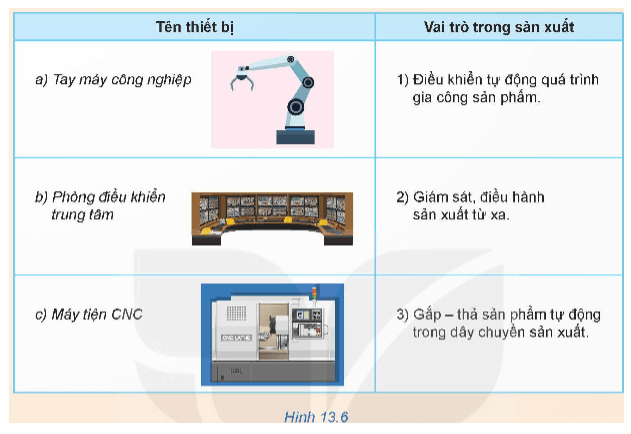 Tên thiết bị
Vai trò trong sản xuất
a) Tay máy công nghiệp
1) Điều khiển tự động quá trình
gia công sản phẩm.
b) Phòng điều khiển
trung tâm
2) Giám sát, điều hành
sản xuất từ xa.
c) Máy tiện CNC
3) Gắp – thả sản phẩm tự động
trong dây chuyền sản xuất.
Hình 13.6